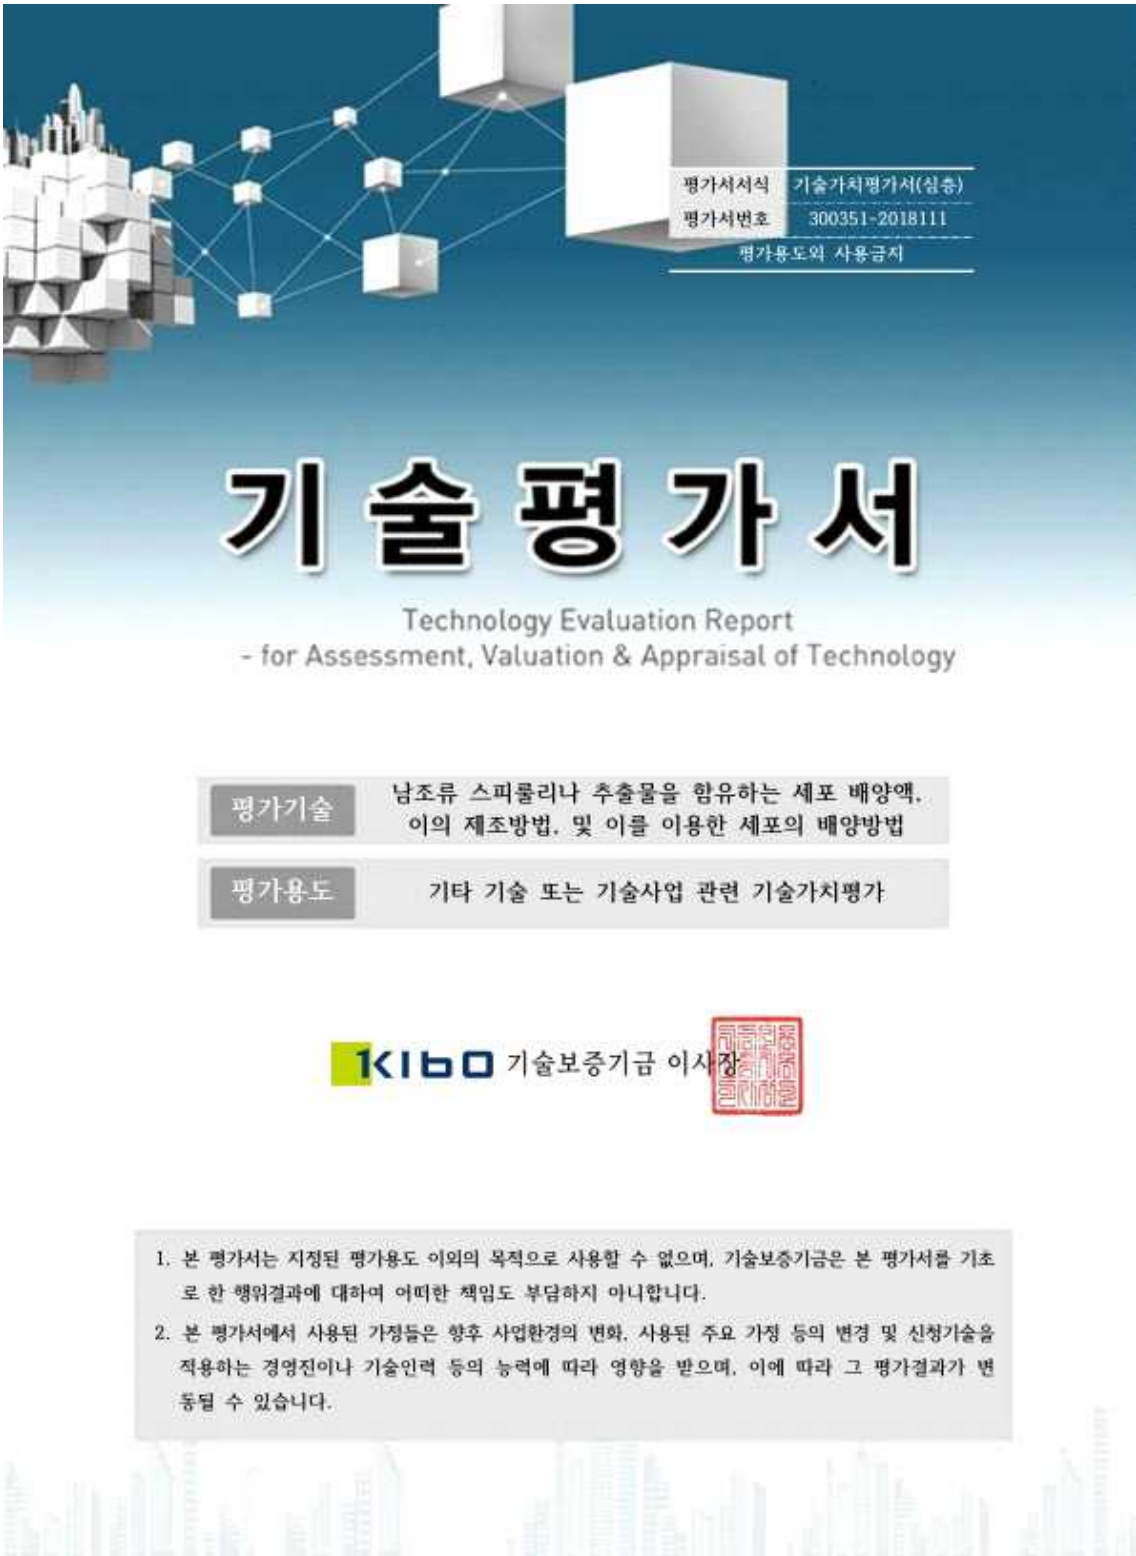 평가서서식 기술가치평가서(심층)
평가서번호 300351-2018111
평가용도외 사용금지
기술평가서
Technology Evaluation Report
- for Assessment, Valuation & Appraisal of Technology
평가기술 남조류 스피룰리나 추출물을 함유하는 세포 배양액,
이의 제조방법, 및 이를 이용한 세포의 배양방법
평가용도 기타 기술 또는 기술사업 관련 기술가치평가
KIBO 기술보증기금 이사장
1. 본 평가서는 지정된 평가용도 이외의 목적으로 사용할 수 없으며, 기술보증기금은 본 평가서를 기초
로 한 행위결과에 대하여 어떠한 책임도 부담하지 아니합니다.
2. 본 평가서에서 사용된 가정들은 향후 사업환경의 변화, 사용된 주요 가정 등의 변경 및 신청기술을
적용하는 경영진이나 기술인력 등의 능력에 따라 영향을 받으며, 이에 따라 그 평가결과가 변
동될 수 있습니다.